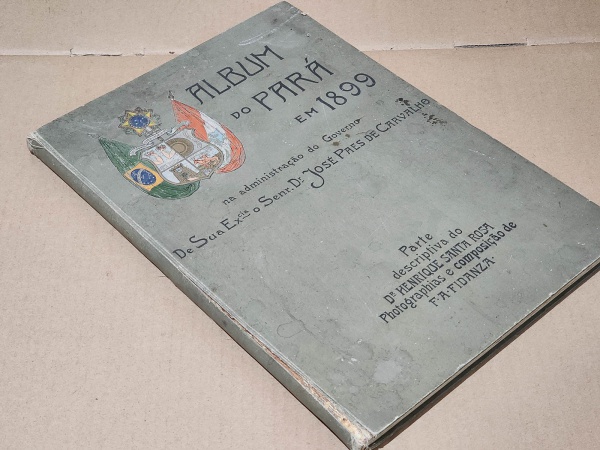 ALBUM
DO PARÁ
EM 1899
na administração do Governo
De Sua Excia o Senr. Dr. JOSÉ PAES DE CARVALHO
Parte
descriptiva do
Dr HENRIQUE SANTA ROSA
Photographias e composição de
F.A. FIDANZA.